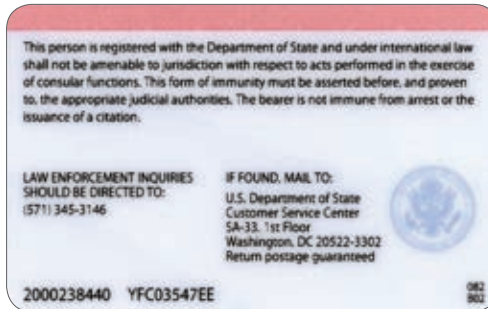 This person is registered with the Department of State and under international law
shall not be amenable to jurisdiction with respect to acts performed in the exercise
of consular functions. This form of immunity must be asserted before, and proven
to, the appropriate judicial authorities. The bearer is not immune from arrest or the
issuance of a citation.
LAW ENFORCEMENT INQUIRIES
SHOULD BE DIRECTED TO:
(571) 345-3146
IF FOUND, MAIL TO:
U.S. Department of State
Customer Service Center
SA-33, 1st Floor
Washington, DC 20522-3302
Return postage guaranteed
2000238440 YFC03547EE
082
802